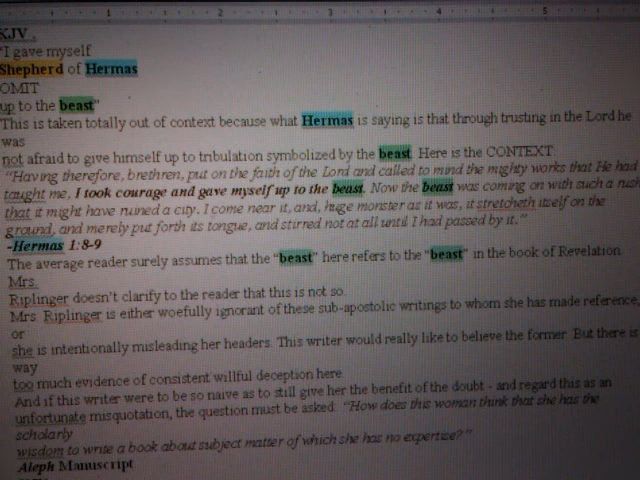 KJV .
"I gave myself
Shepherd of Hermas
OMIT
up to the beast"
This is taken totally out of context because what Hermas is saying is that through trusting in the Lord he
was
not afraid to give himself up to tribulation symbolized by the beast. Here is the CONTEXT:
"Having therefore, brethren, put on the faith of the Lord and called to mind the mighty works that He had
taught me, I took courage and gave myself up to the beast. Now the beast was coming on with such a rush
that it might have ruined a city. I come near it, and, huge monster as it was, it stretcheth itself on the
ground, and merely put forth its tongue, and stirred not at all until I had passed by it."
-Hermas 1:8-9
The average reader surely assumes that the "beast" here refers to the "beast" in the book of Revelation.
Mrs.
Riplinger doesn't clarify to the reader that this is not so.
Mrs. Riplinger is either woefully ignorant of these sub-apostolic writings to whom she has made reference,
or
she is intentionally misleading her headers. This writer would really like to believe the former. But there is
way
too much evidence of consistent willful deception here.
And if this writer were to be so naive as to still give her the benefit of the doubt - and regard this as an
unfortunate misquotation, the question must be asked: "How does this woman think that she has the
scholarly
wisdom to write a book about subject matter of which she has no expertize?"
Aleph Manuscript